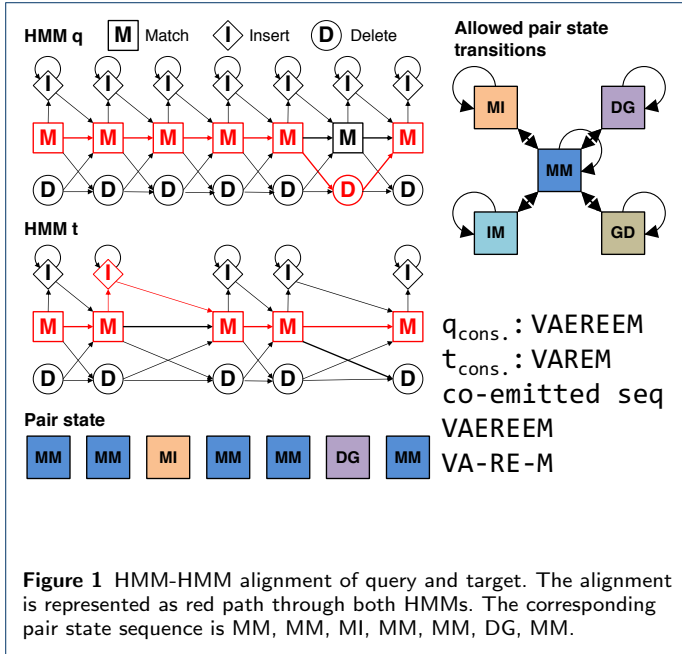 HMM q
M Match
I Insert
D Delete
I I I I I I I
M M M M M M M
D D D D D D D
HMM t
I I I I I
M M M M M
D D D D D
Pair state
MM MM MI MM MM DG MM
Allowed pair state
transitions
MI DG
MM
IM GD
qcons.: VAEREEM
tcons.: VAREM
co-emitted seq
VAEREEM
VA-RE-M
Figure 1 HMM-HMM alignment of query and target. The alignment
is represented as red path through both HMMs. The corresponding
pair state sequence is MM, MM, MI, MM, MM, DG, MM.